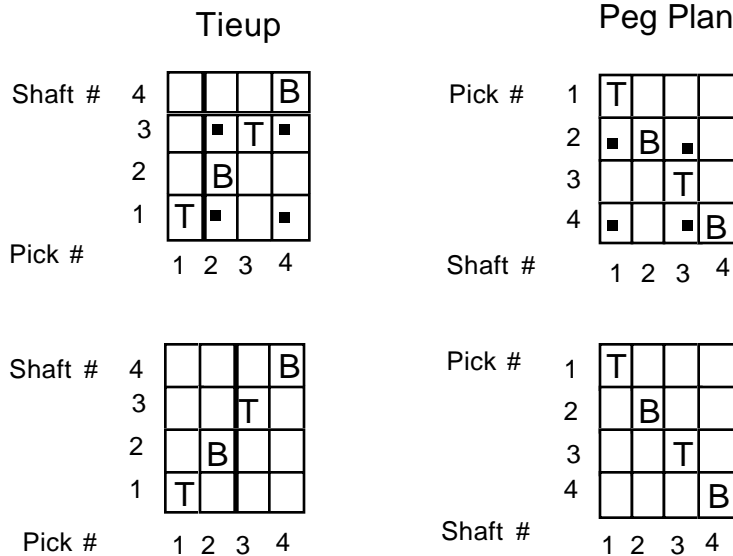 Tieup
Peg Plan
Shaft # 4 B
3 T
2 B
1 T
Pick #
1 2 3 4
Pick # 1 T
2 B
3 T
4 B
Shaft # 1 2 3 4
Shaft # 4 B
3 T
2 B
1 T
Pick # 1 2 3 4
Pick # 1 T
2 B
3 T
4 B
Shaft #
1 2 3 4